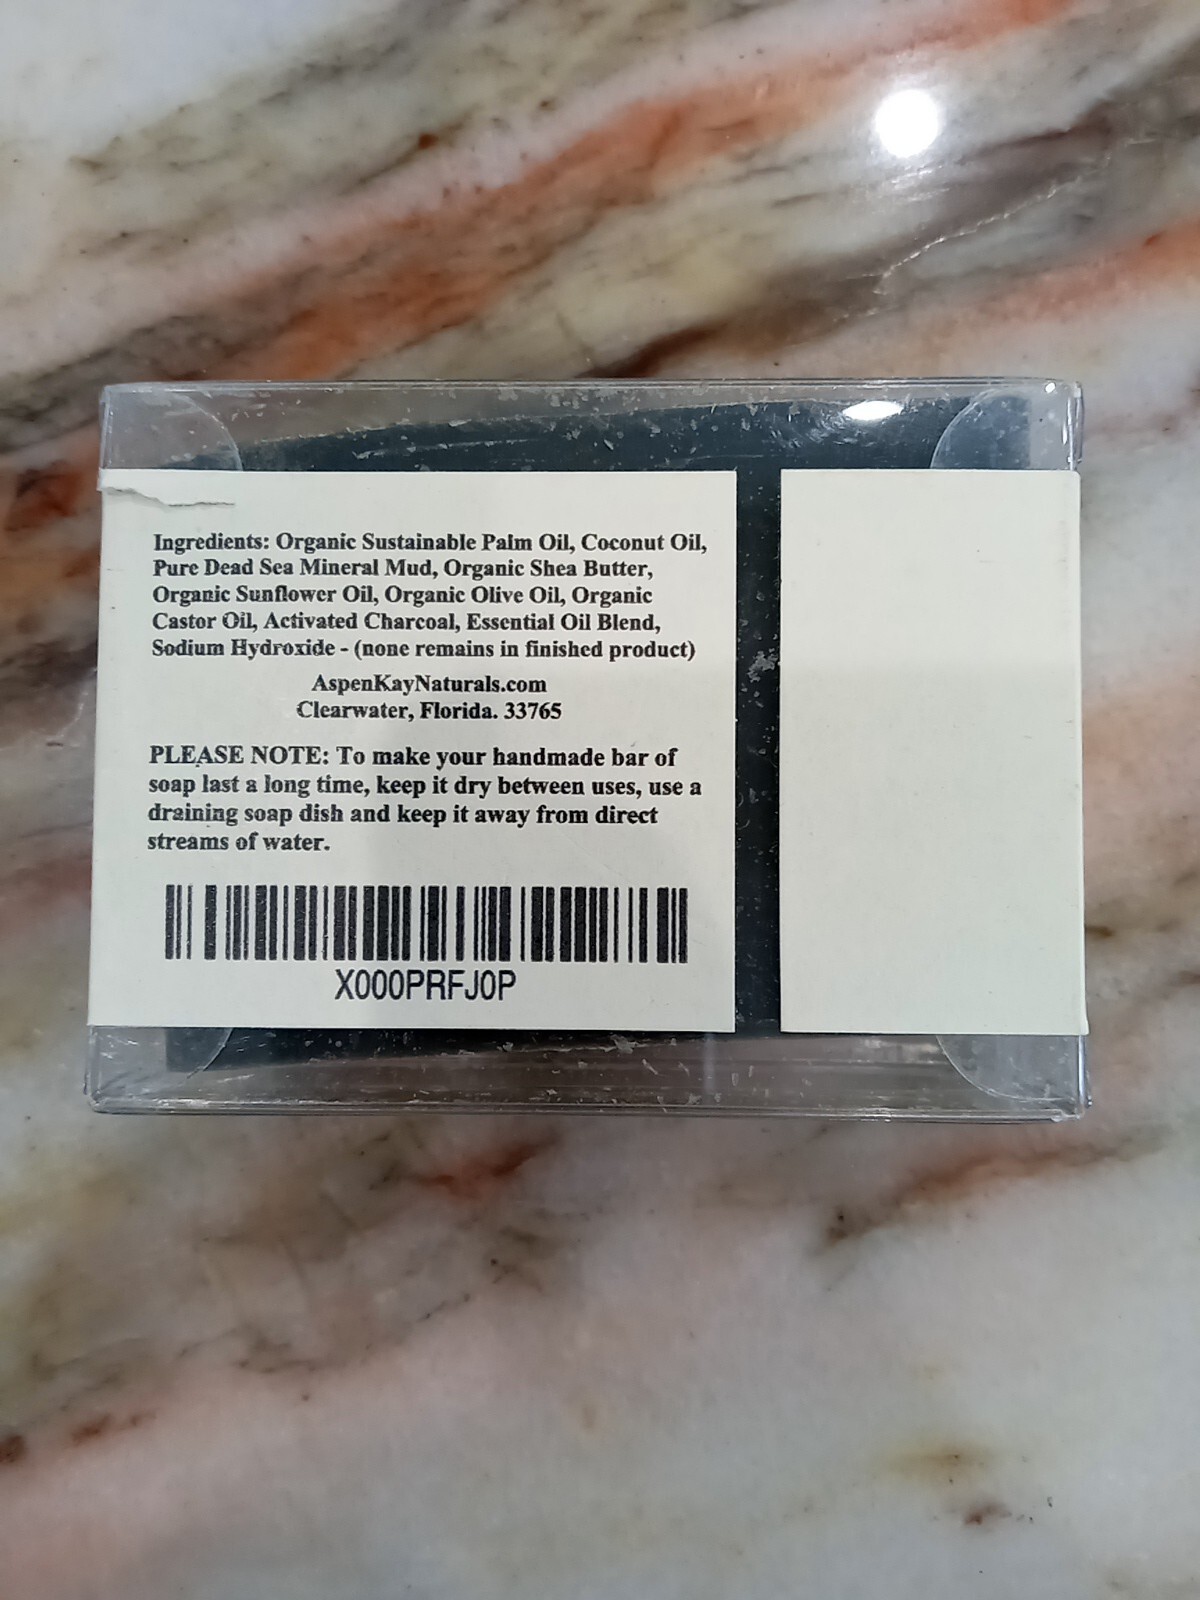 Ingredients: Organic Sustainable Palm Oil, Coconut Oil,
Pure Dead Sea Mineral Mud, Organic Shea Butter,
Organic Sunflower Oil, Organic Olive Oil, Organic
Castor Oil, Activated Charcoal, Essential Oil Blend,
Sodium Hydroxide - (none remains in finished product)
AspenKayNaturals.com
Clearwater, Florida. 33765
PLEASE NOTE: To make your handmade bar of
soap last a long time, keep it dry between uses, use a
draining soap dish and keep it away from direct
streams of water.
X000PRFJ0P